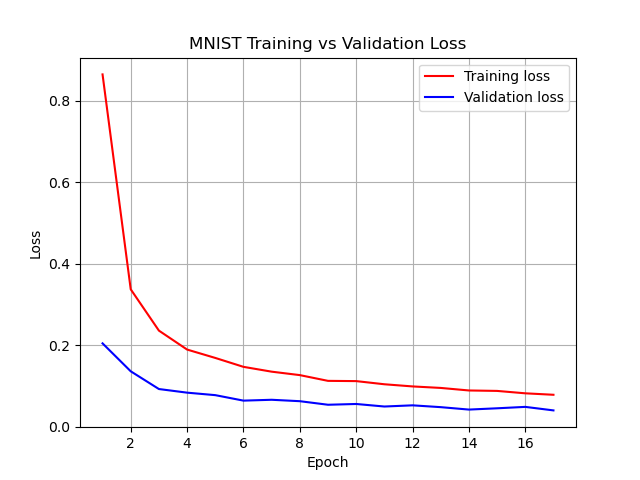 MNIST Training vs Validation Loss
Training loss
Validation loss
Loss
0.8
0.6
0.4
0.2
0.0
2 4 6 8 10 12 14 16
Epoch